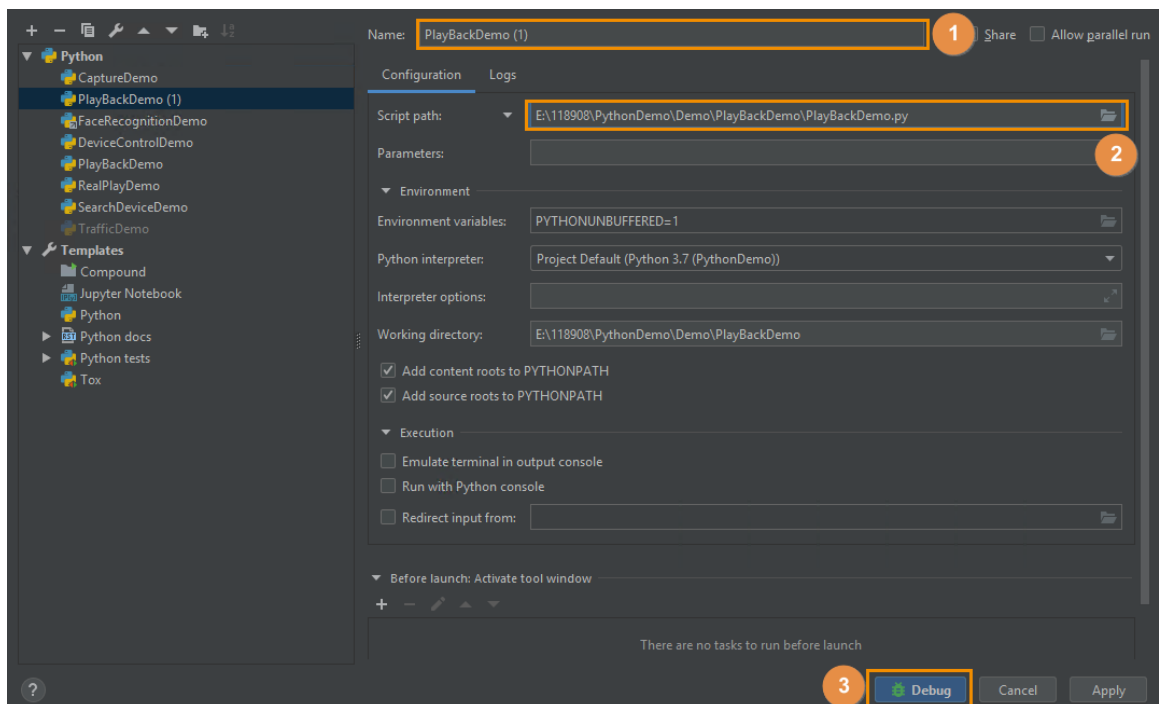 Name: PlayBackDemo (1) 1 Share Allow parallel run
Python
CaptureDemo
PlayBackDemo (1)
FaceRecognitionDemo
DeviceControlDemo
PlayBackDemo
RealPlayDemo
SearchDeviceDemo
TrafficDemo
Templates
Compound
Jupyter Notebook
Python
Python docs
Python tests
Tox
Configuration Logs
Script path: E:\118908\PythonDemo\Demo\PlayBackDemo\PlayBackDemo.py
2
Parameters:
Environment
Environment variables: PYTHONUNBUFFERED=1
Python interpreter: Project Default (Python 3.7 (PythonDemo))
Interpreter options:
Working directory: E:\118908\PythonDemo\Demo\PlayBackDemo
Add content roots to PYTHONPATH
Add source roots to PYTHONPATH
Execution
Emulate terminal in output console
Run with Python console
Redirect input from:
Before launch: Activate tool window
There are no tasks to run before launch
? 3 Debug Cancel Apply